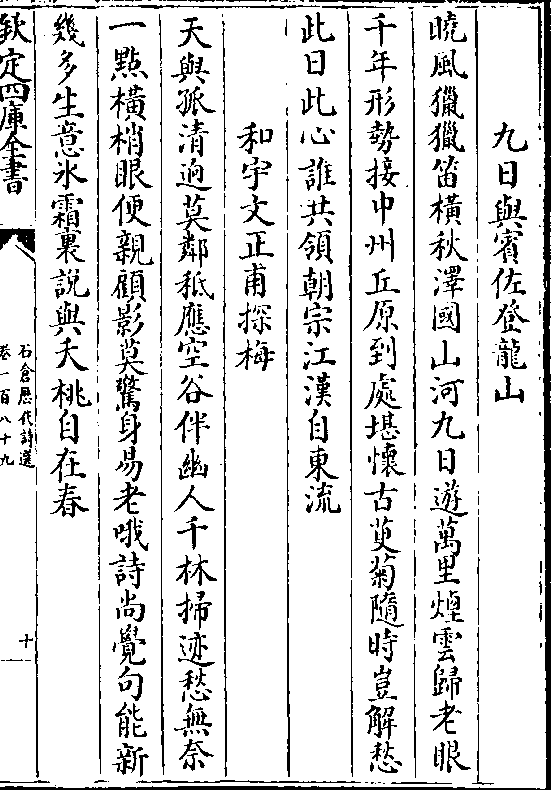 九日與賓佐登龍山
曉風獵獵笛橫秋澤國山河九日遊萬里煙雲歸老眼
千年形勢接中州丘原到處堪懷古萸菊隨時豈解愁
此日此心誰共領朝宗江漢自東流
和宇文正甫探梅
天與孤清逈莫鄰秪應空谷伴幽人千林掃迹愁無奈
一點橫梢眼便親顧影莫驚身易老哦詩尚覺句能新
幾多生意氷霜裏說與夭桃自在春
欽定四庫全書
石倉歷代詩選
卷一百八十九
十